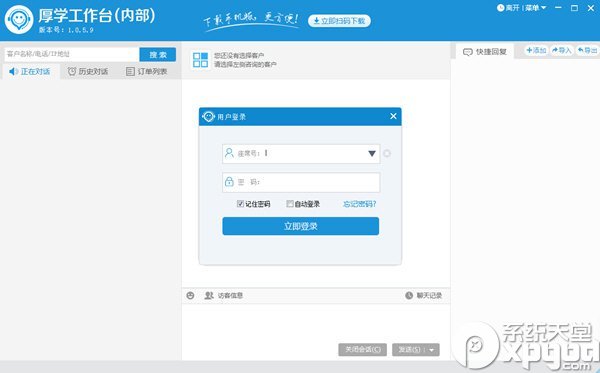 厚学工作台(内部)
版本号：1.0.5.9
下载手机版，更方便！
立即扫码下载
离开 | 菜单
客户名称/电话/IP地址
搜 索
正在对话
历史对话
订单列表
您还没有选择客户
请选择左侧咨询的客户
快捷回复
+添加
导入
导出
用户登录
座席号：
密 码：
记住密码
自动登录
忘记密码?
立即登录
访客信息
聊天记录
关闭会话(C)
发送(S)
系统天堂